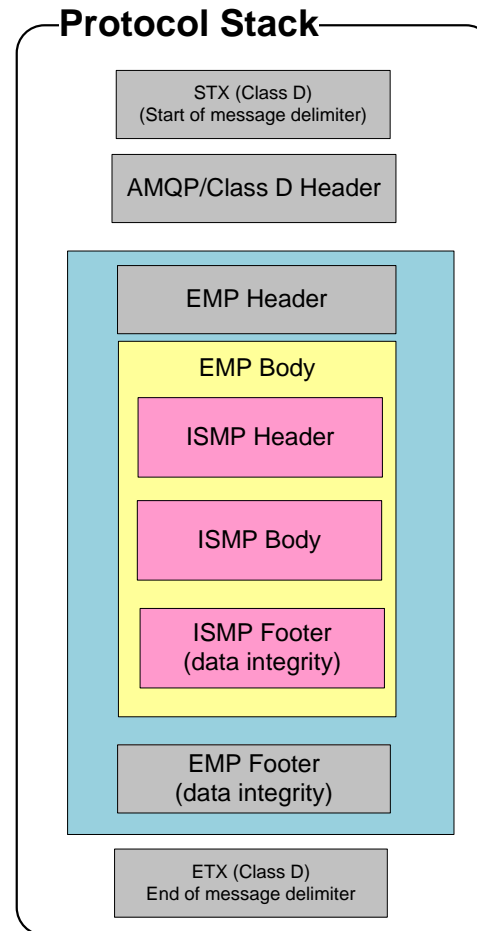 Protocol Stack
STX (Class D)
(Start of message delimiter)
AMQP/Class D Header
EMP Header
EMP Body
ISMP Header
ISMP Body
ISMP Footer
(data integrity)
EMP Footer
(data integrity)
ETX (Class D)
End of message delimiter